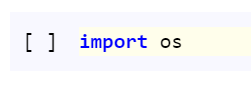 [ ] import os